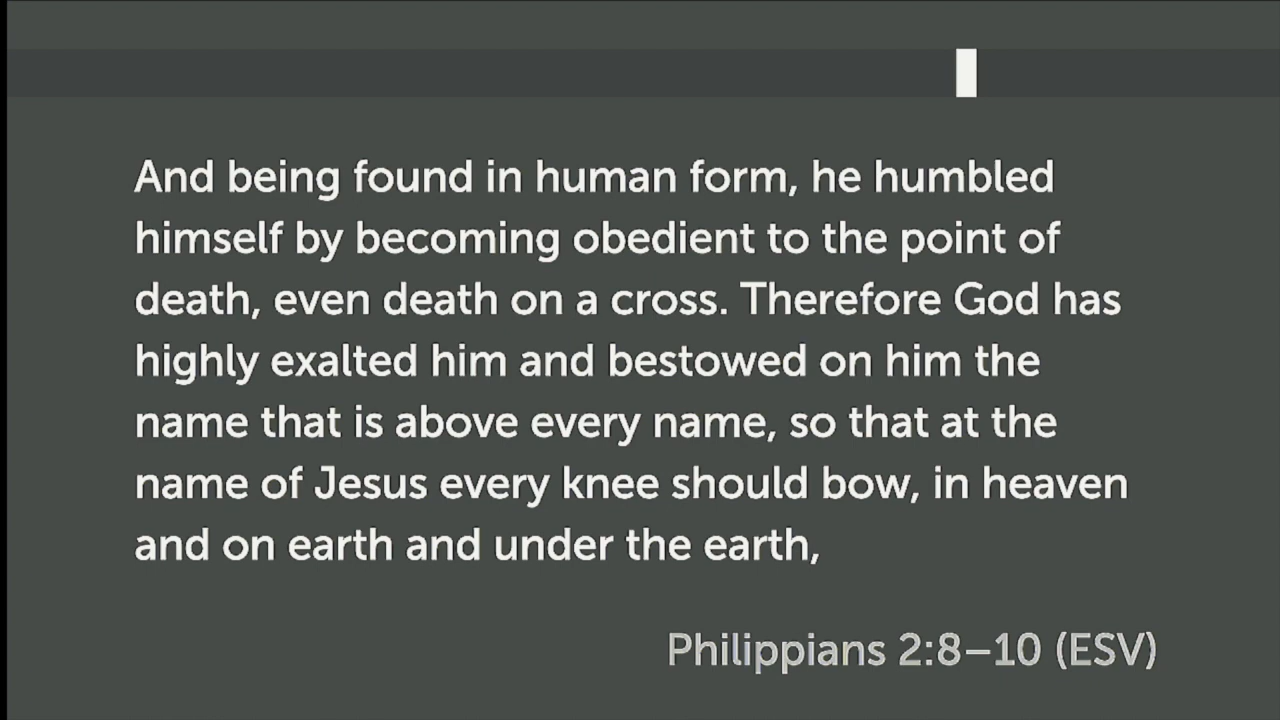 And being found in human form, he humbled
himself by becoming obedient to the point of
death, even death on a cross. Therefore God has
highly exalted him and bestowed on him the
name that is above every name, so that at the
name of Jesus every knee should bow, in heaven
and on earth and under the earth,
Philippians 2:8–10 (ESV)